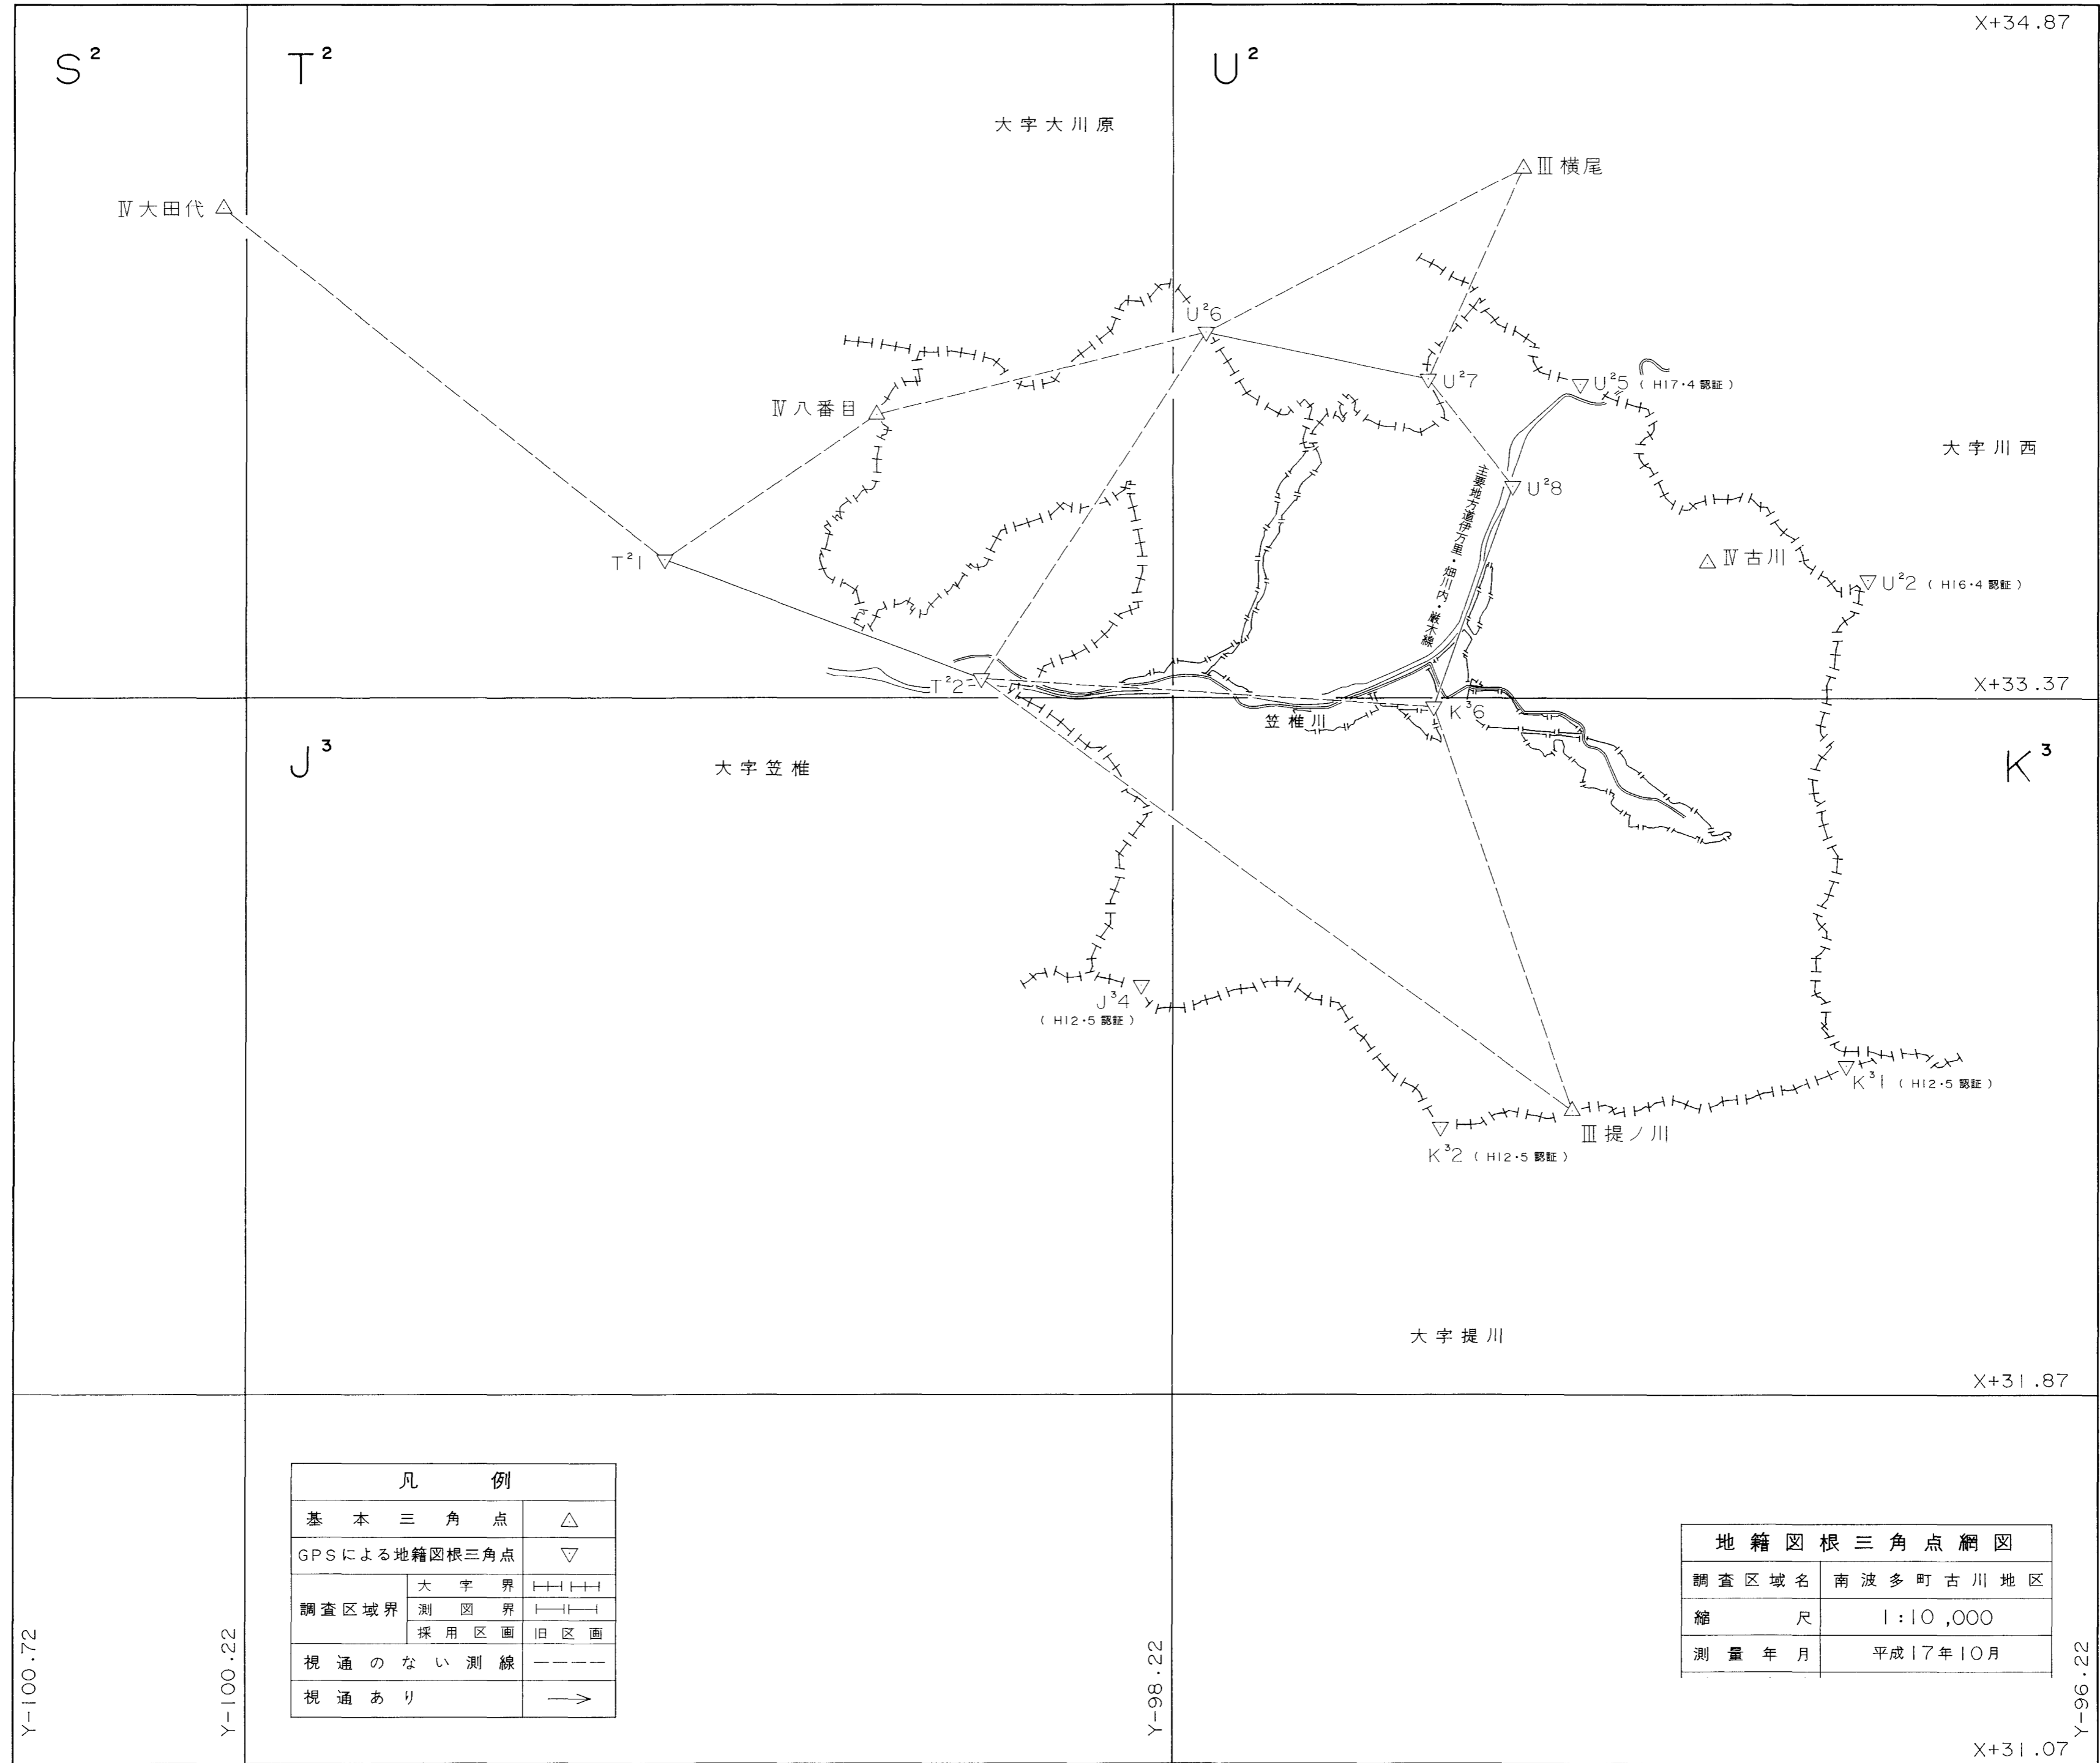 X+34.87
S²
T²
U²
大字大川原
Ⅲ横尾
Ⅳ大田代
U²6
U²7
U²5 (H17・4認証)
Ⅳ八番目
大字川西
主要地方道伊万里・畑川内・厳木線
U²8
T²1
Ⅳ古川
U²2 (H16・4認証)
T²2
X+33.37
K³6
笠椎川
J³
大字笠椎
K³
J³4
(H12・5認証)
K³1 (H12・5認証)
Ⅲ提ノ川
K³2 (H12・5認証)
大字提川
X+31.87
凡例
基本三角点 △
GPSによる地籍図根三角点 ▽
調査区域界
大字界
測図界
採用区画 旧区画
視通のない測線
視通あり
地籍図根三角点網図
調査区域名 南波多町古川地区
縮尺 1:10,000
測量年月 平成17年10月
Y-100.72
Y-100.22
Y-98.22
Y-96.22
X+31.07